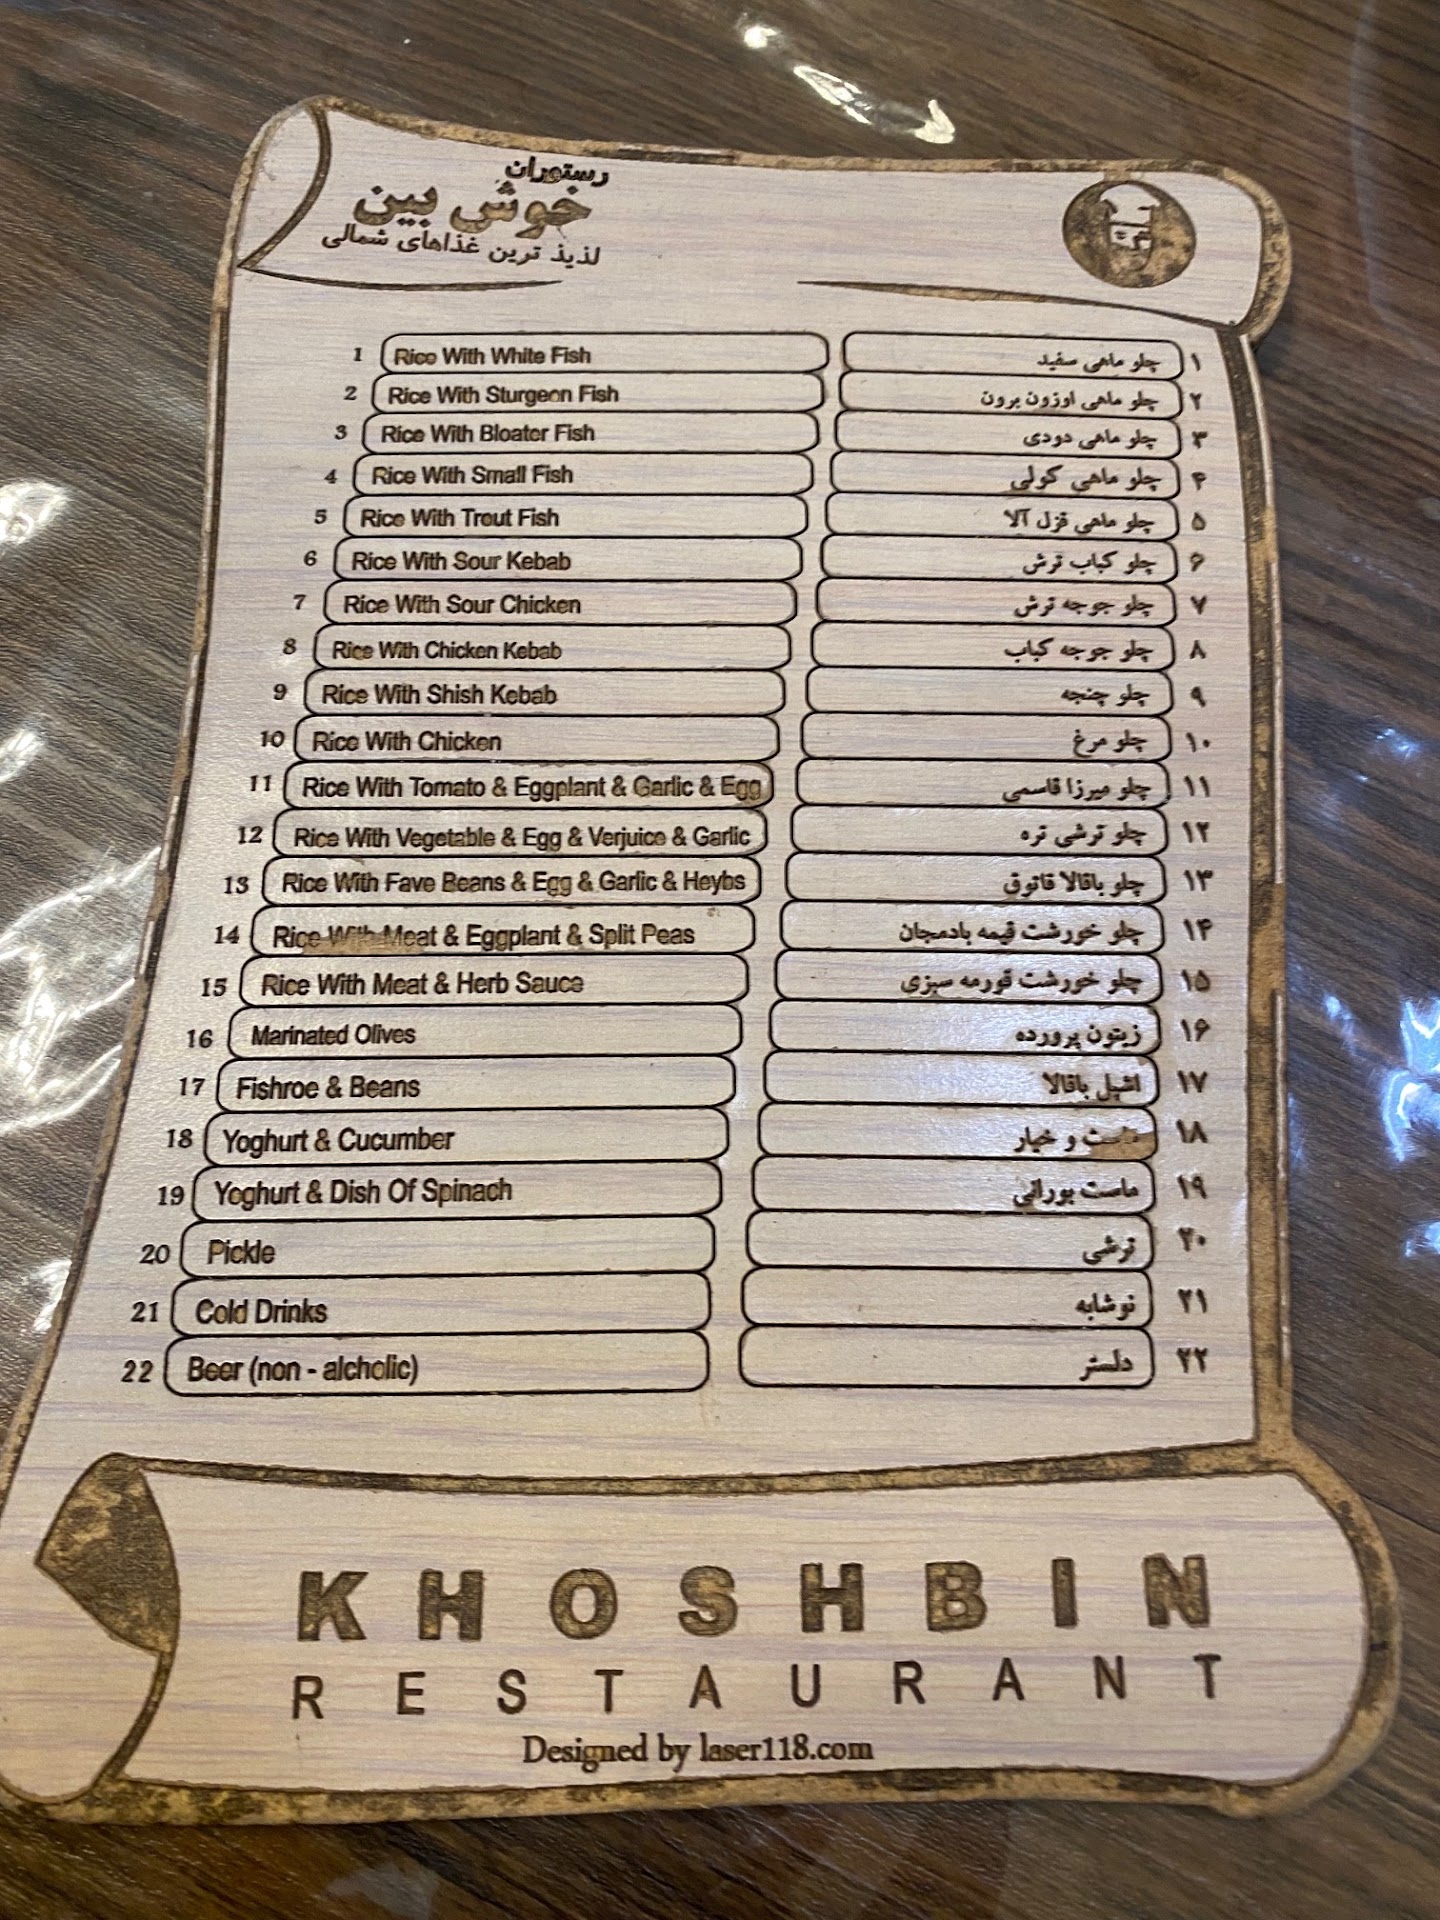 رستوران
خوش بین
لذیذ ترین غذاهای شمالی
1 Rice With White Fish چلو ماهی سفید ۱
2 Rice With Sturgeon Fish چلو ماهی اوزون برون ۲
3 Rice With Bloater Fish چلو ماهی دودی ۳
4 Rice With Small Fish چلو ماهی کولی ۴
5 Rice With Trout Fish چلو ماهی قزل آلا ۵
6 Rice With Sour Kebab چلو کباب ترش ۶
7 Rice With Sour Chicken چلو جوجه ترش ۷
8 Rice With Chicken Kebab چلو جوجه کباب ۸
9 Rice With Shish Kebab چلو چنجه ۹
10 Rice With Chicken چلو مرغ ۱۰
11 Rice With Tomato & Eggplant & Garlic & Egg چلو میرزا قاسمی ۱۱
12 Rice With Vegetable & Egg & Verjuice & Garlic چلو ترشی تره ۱۲
13 Rice With Fave Beans & Egg & Garlic & Heybs چلو باقالا قاتوق ۱۳
14 Rice With Meat & Eggplant & Split Peas چلو خورشت قیمه بادمجان ۱۴
15 Rice With Meat & Herb Sauce چلو خورشت قورمه سبزی ۱۵
16 Marinated Olives زیتون پرورده ۱۶
17 Fishroe & Beans اشپل باقالا ۱۷
18 Yoghurt & Cucumber ماست و خیار ۱۸
19 Yoghurt & Dish Of Spinach ماست بورانی ۱۹
20 Pickle ترشی ۲۰
21 Cold Drinks نوشابه ۲۱
22 Beer (non - alcholic) دلستر ۲۲
KHOSHBIN
RESTAURANT
Designed by laser118.com